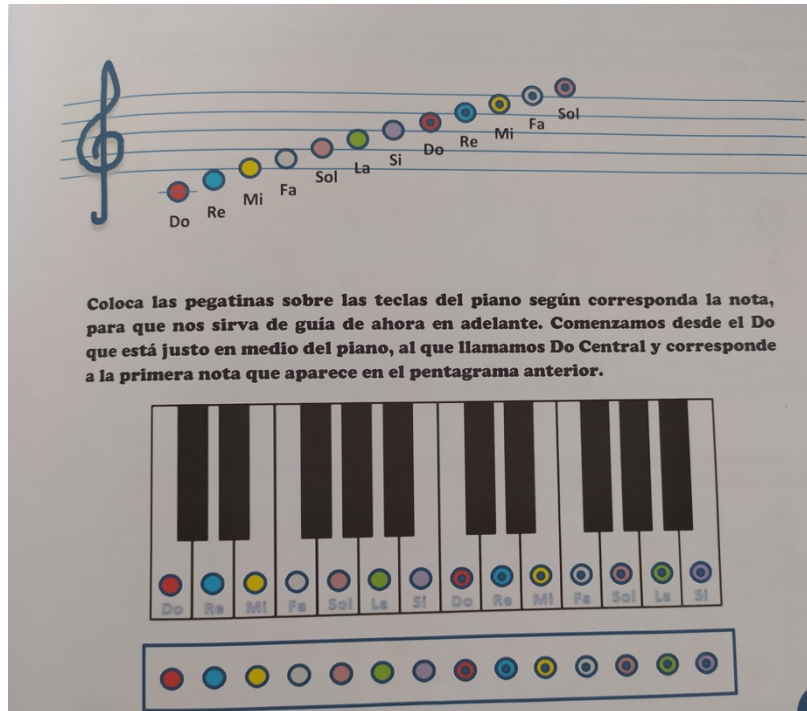 Do Re Mi Fa Sol La Si Do Re Mi Fa Sol
Coloca las pegatinas sobre las teclas del piano según corresponda la nota,
para que nos sirva de guía de ahora en adelante. Comenzamos desde el Do
que está justo en medio del piano, al que llamamos Do Central y corresponde
a la primera nota que aparece en el pentagrama anterior.
Do Re Mi Fa Sol La Si Do Re Mi Fa Sol La Si